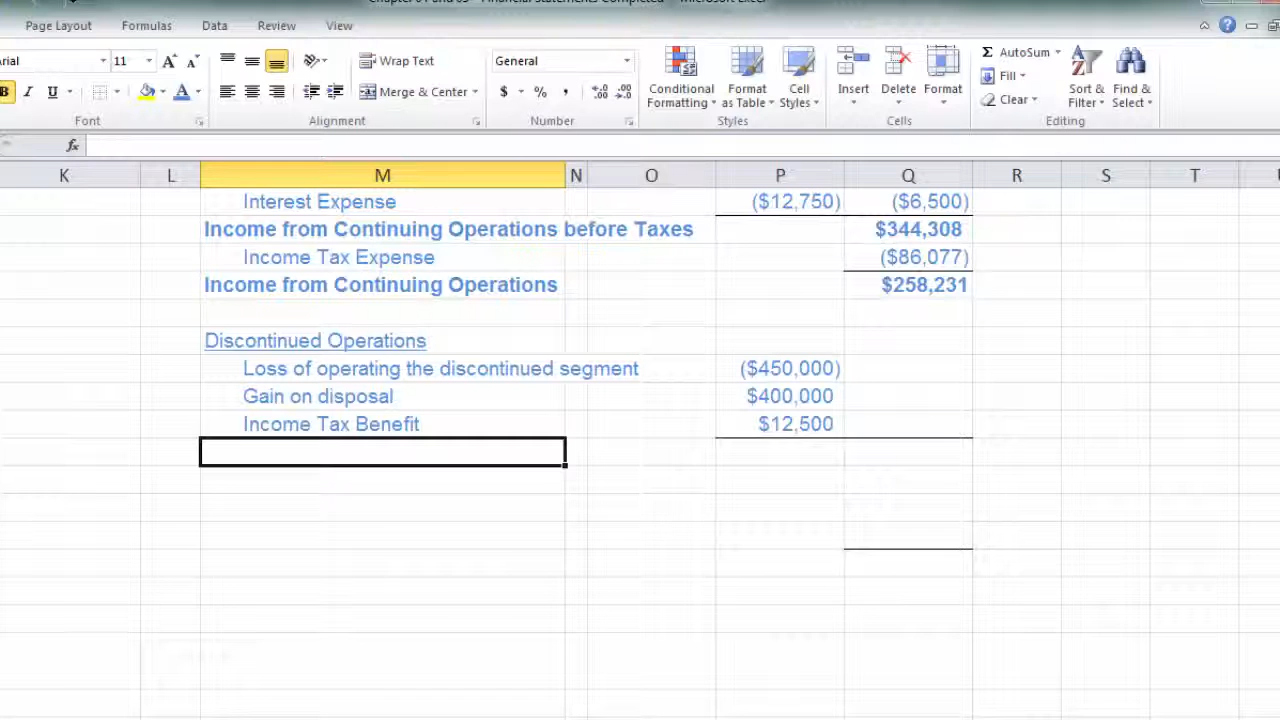 Page Layout Formulas Data Review View
11 A A Wrap Text General AutoSum
B I U A Merge & Center $ % , Conditional Formatting Format as Table Cell Styles Insert Delete Format Fill Clear Sort & Filter Find & Select
Font Alignment Number Styles Cells Editing
fx
K L M N O P Q R S T
Interest Expense ($12,750) ($6,500)
Income from Continuing Operations before Taxes $344,308
Income Tax Expense ($86,077)
Income from Continuing Operations $258,231
Discontinued Operations
Loss of operating the discontinued segment ($450,000)
Gain on disposal $400,000
Income Tax Benefit $12,500